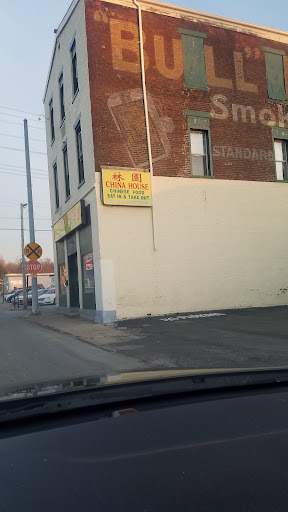 "BULL"
Smok
STANDARD
林園
CHINA HOUSE
CHINESE FOOD
EAT IN & TAKE OUT
STOP